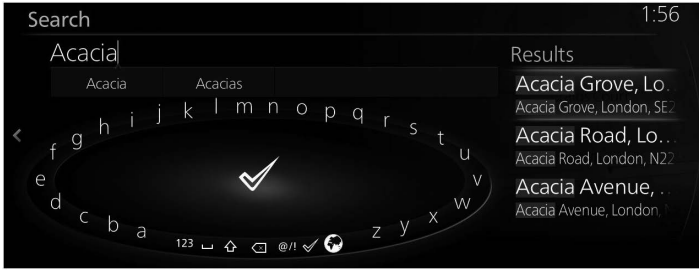 Search
1:56
Acacia
Acacia Acacias
a b c d e f g h i j k l m n o p q r s t u v w x y z
123 @/!
Results
Acacia Grove, Lo...
Acacia Grove, London, SE2
Acacia Road, Lo...
Acacia Road, London, N22
Acacia Avenue, ...
Acacia Avenue, London,